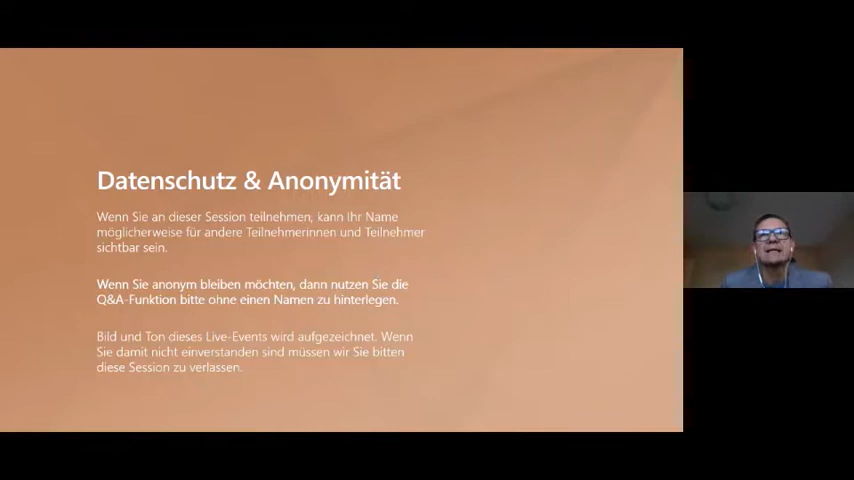 Datenschutz & Anonymität
Wenn Sie an dieser Session teilnehmen, kann Ihr Name
möglicherweise für andere Teilnehmerinnen und Teilnehmer
sichtbar sein.
Wenn Sie anonym bleiben möchten, dann nutzen Sie die
Q&A-Funktion bitte ohne einen Namen zu hinterlegen.
Bild und Ton dieses Live-Events wird aufgezeichnet. Wenn
Sie damit nicht einverstanden sind müssen wir Sie bitten
diese Session zu verlassen.